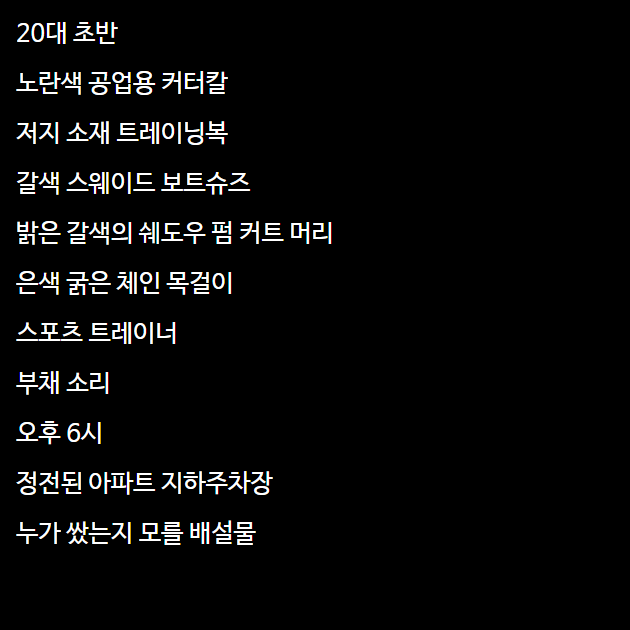 20대 초반
노란색 공업용 커터칼
저지 소재 트레이닝복
갈색 스웨이드 보트슈즈
밝은 갈색의 쉐도우 펌 커트 머리
은색 굵은 체인 목걸이
스포츠 트레이너
부채 소리
오후 6시
정전된 아파트 지하주차장
누가 쌌는지 모를 배설물